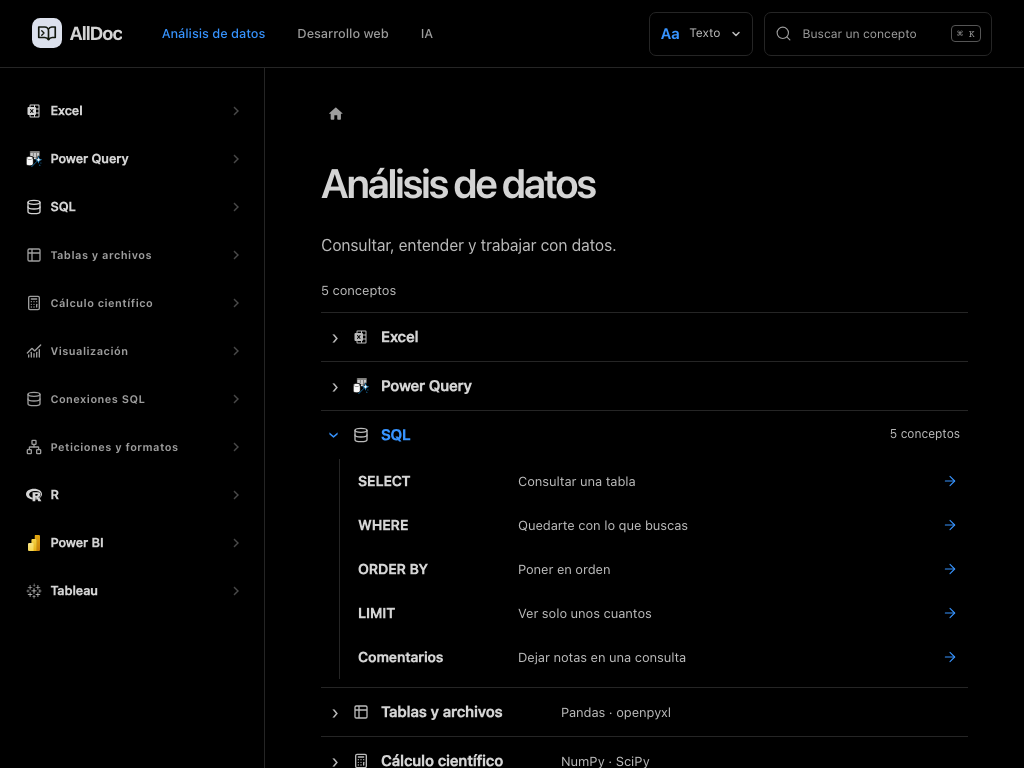 AllDoc
Análisis de datos
Desarrollo web
IA
Aa Texto
Buscar un concepto
⌘ K
Excel
Power Query
SQL
Tablas y archivos
Cálculo científico
Visualización
Conexiones SQL
Peticiones y formatos
R
Power BI
Tableau
Análisis de datos
Consultar, entender y trabajar con datos.
5 conceptos
Excel
Power Query
SQL 5 conceptos
SELECT Consultar una tabla
WHERE Quedarte con lo que buscas
ORDER BY Poner en orden
LIMIT Ver solo unos cuantos
Comentarios Dejar notas en una consulta
Tablas y archivos Pandas · openpyxl
Cálculo científico NumPy · SciPy